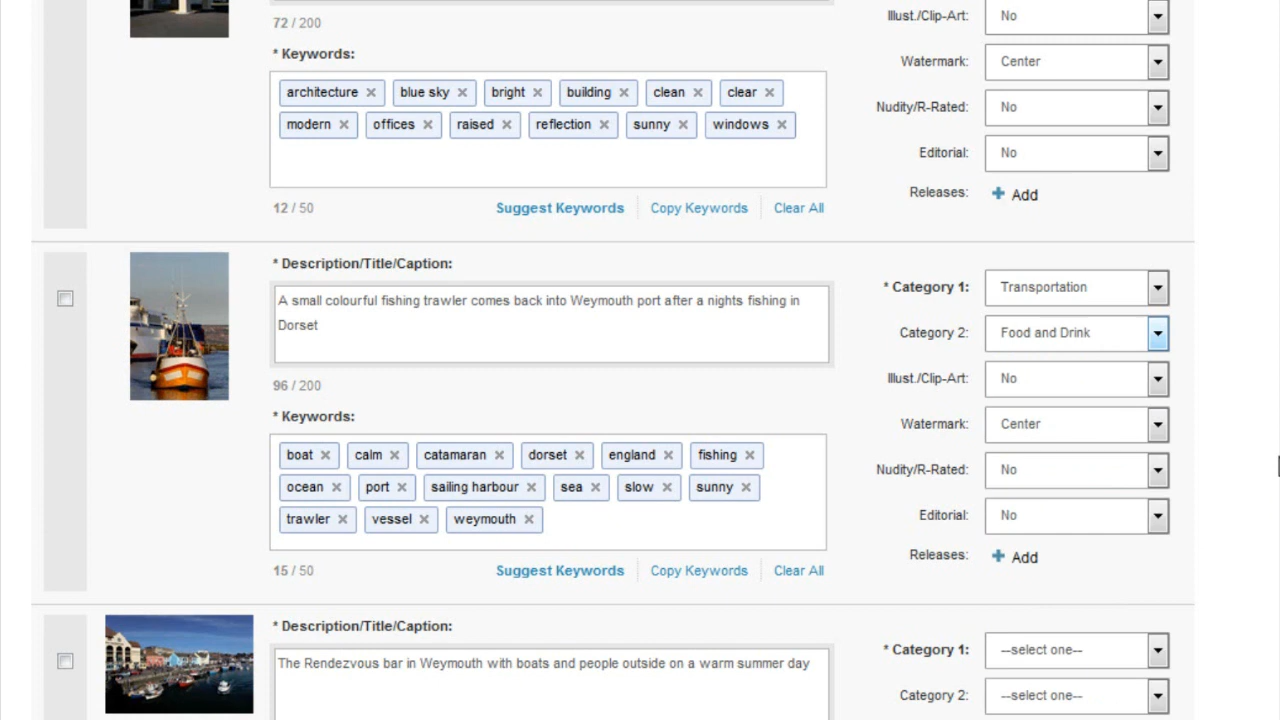 72 / 200
Illust./Clip-Art: No
* Keywords:
Watermark: Center
architecture blue sky bright building clean clear
Nudity/R-Rated: No
modern offices raised reflection sunny windows
Editorial: No
Releases: Add
12 / 50 Suggest Keywords Copy Keywords Clear All
* Description/Title/Caption:
* Category 1: Transportation
A small colourful fishing trawler comes back into Weymouth port after a nights fishing in
Dorset
Category 2: Food and Drink
96 / 200
Illust./Clip-Art: No
* Keywords:
Watermark: Center
boat calm catamaran dorset england fishing
Nudity/R-Rated: No
ocean port sailing harbour sea slow sunny
Editorial: No
trawler vessel weymouth
Releases: Add
15 / 50 Suggest Keywords Copy Keywords Clear All
* Description/Title/Caption:
* Category 1: --select one--
The Rendezvous bar in Weymouth with boats and people outside on a warm summer day
Category 2: --select one--